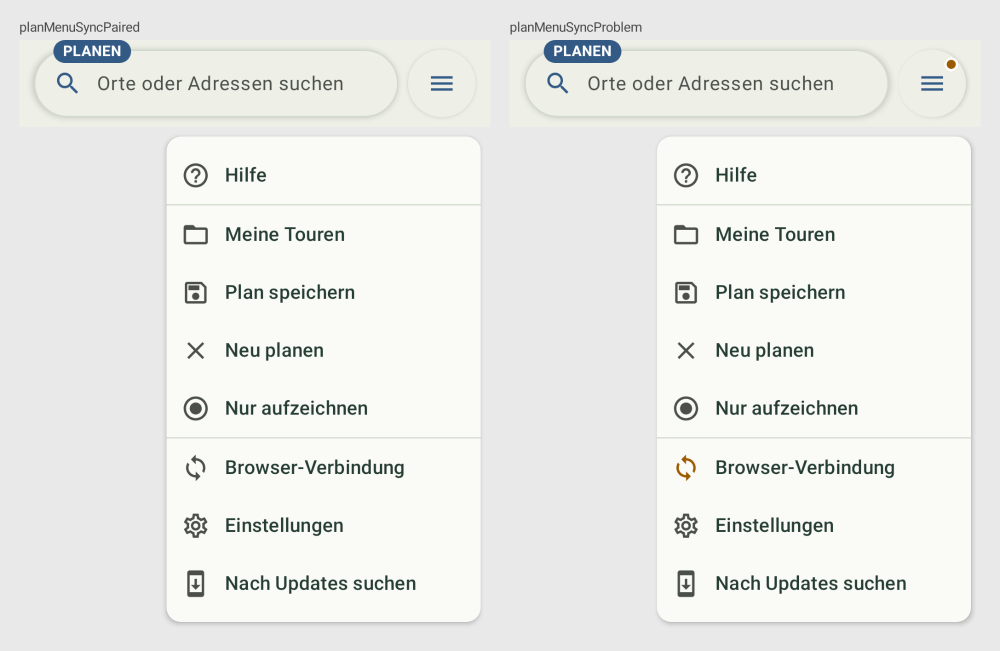 planMenuSyncPaired
PLANEN
Orte oder Adressen suchen
Hilfe
Meine Touren
Plan speichern
Neu planen
Nur aufzeichnen
Browser-Verbindung
Einstellungen
Nach Updates suchen
planMenuSyncProblem
PLANEN
Orte oder Adressen suchen
Hilfe
Meine Touren
Plan speichern
Neu planen
Nur aufzeichnen
Browser-Verbindung
Einstellungen
Nach Updates suchen